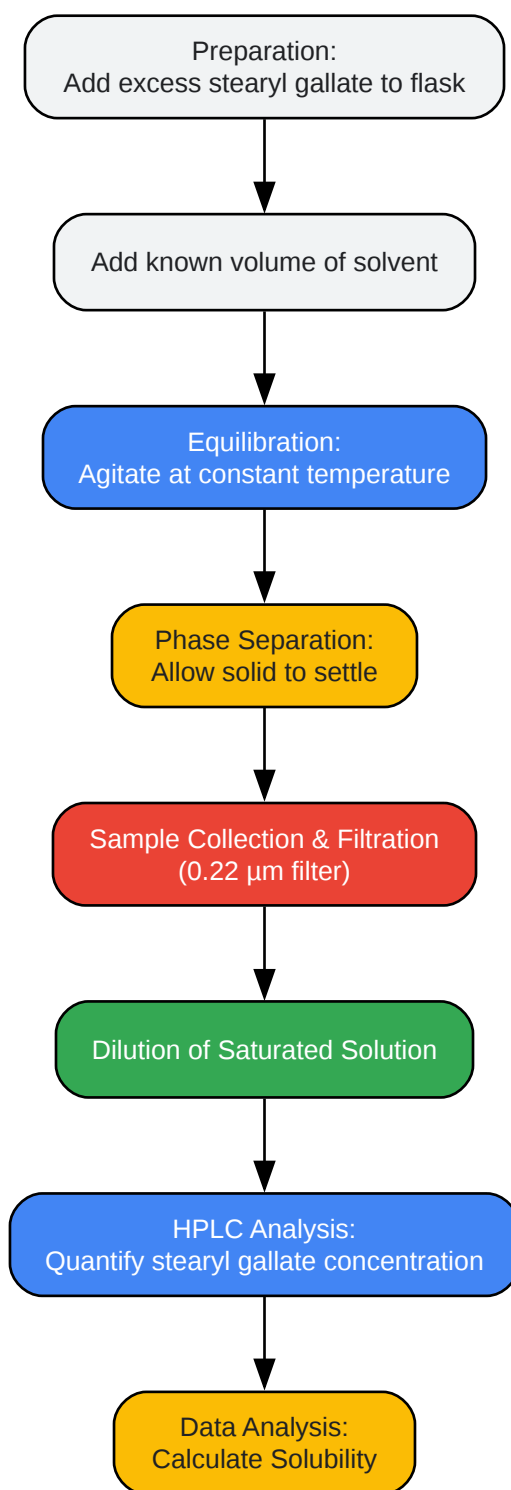 Preparation:
Add excess stearyl gallate to flask
Add known volume of solvent
Equilibration:
Agitate at constant temperature
Phase Separation:
Allow solid to settle
Sample Collection & Filtration
(0.22 µm filter)
Dilution of Saturated Solution
HPLC Analysis:
Quantify stearyl gallate concentration
Data Analysis:
Calculate Solubility